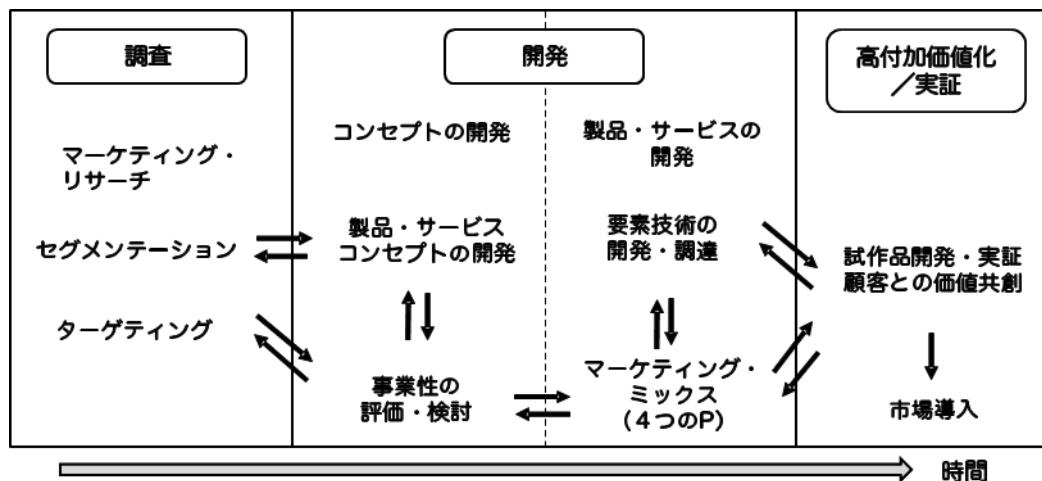 調査
マーケティング・
リサーチ
セグメンテーション
ターゲティング
開発
コンセプトの開発
製品・サービス
コンセプトの開発
事業性の
評価・検討
製品・サービスの
開発
要素技術の
開発・調達
マーケティング・
ミックス
(4つのP)
高付加価値化
／実証
試作品開発・実証
顧客との価値共創
市場導入
時間